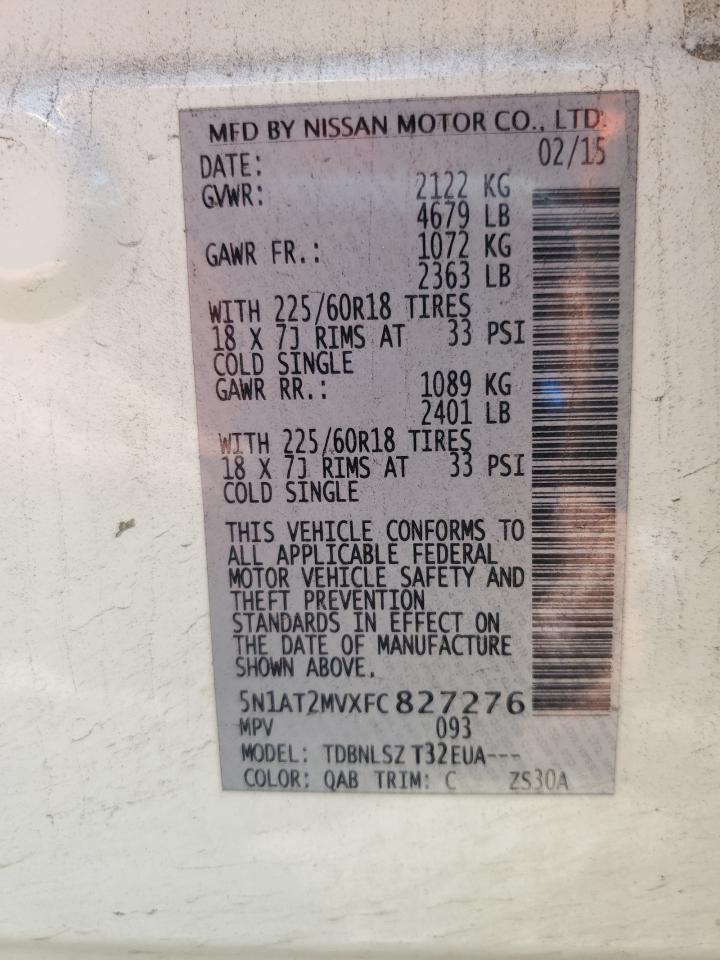 MFD BY NISSAN MOTOR CO., LTD.
DATE: 02/15
GVWR: 2122 KG
4679 LB
GAWR FR.: 1072 KG
2363 LB
WITH 225/60R18 TIRES
18 X 7J RIMS AT 33 PSI
COLD SINGLE
GAWR RR.: 1089 KG
2401 LB
WITH 225/60R18 TIRES
18 X 7J RIMS AT 33 PSI
COLD SINGLE
THIS VEHICLE CONFORMS TO
ALL APPLICABLE FEDERAL
MOTOR VEHICLE SAFETY AND
THEFT PREVENTION
STANDARDS IN EFFECT ON
THE DATE OF MANUFACTURE
SHOWN ABOVE.
5N1AT2MVXFC827276
MPV 093
MODEL: TDBNLSZ T32EUA---
COLOR: QAB TRIM: C ZS30A